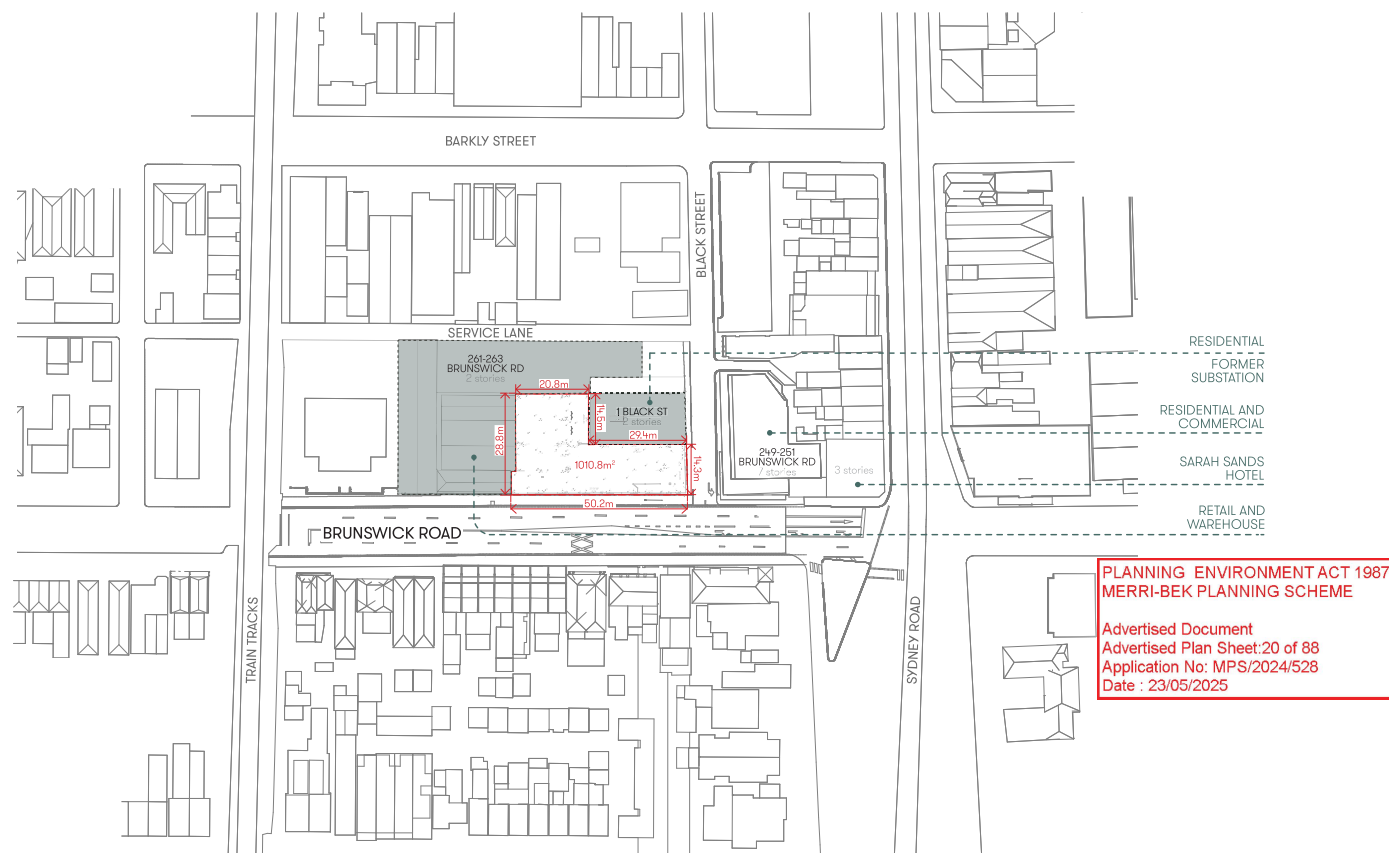 BARKLY STREET
BLACK STREET
SERVICE LANE
261-263
BRUNSWICK RD
2 stories
20.8m
14.5m
1 BLACK ST
2 stories
29.4m
28.8m
1010.8m²
14.3m
50.2m
249-251
BRUNSWICK RD
7 stories
3 stories
RESIDENTIAL
FORMER
SUBSTATION
RESIDENTIAL AND
COMMERCIAL
SARAH SANDS
HOTEL
RETAIL AND
WAREHOUSE
BRUNSWICK ROAD
TRAIN TRACKS
SYDNEY ROAD
PLANNING ENVIRONMENT ACT 1987
MERRI-BEK PLANNING SCHEME
Advertised Document
Advertised Plan Sheet:20 of 88
Application No: MPS/2024/528
Date : 23/05/2025